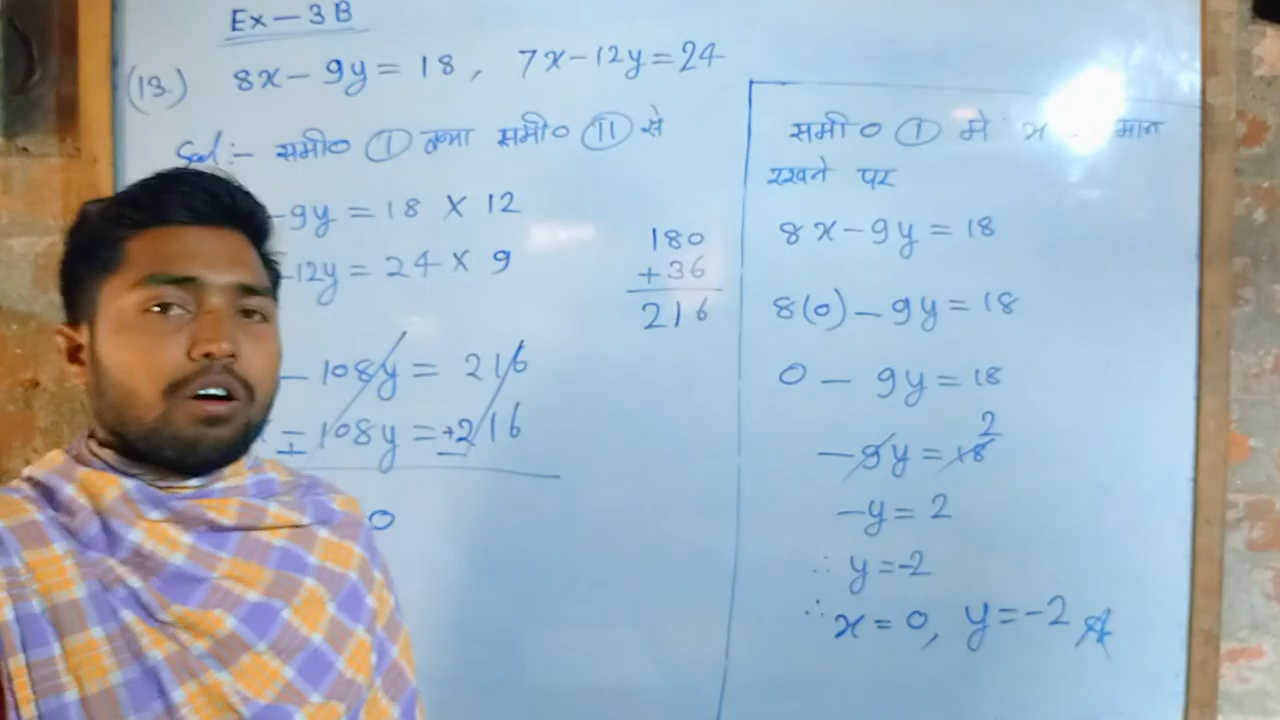 Ex-3B
(13.) 8x-9y=18, 7x-12y=24
Sol:- समी० (I) तथा समी० (II) से
-9y=18 X 12
-12y=24 X 9
180
+36
216
-108y=216
-108y=+216
0
समी० (I) मे x मान
रखने पर
8x-9y=18
8(0)-9y=18
0-9y=18
2
-9y=18
-y=2
∴ y=-2
∴ x=0, y=-2